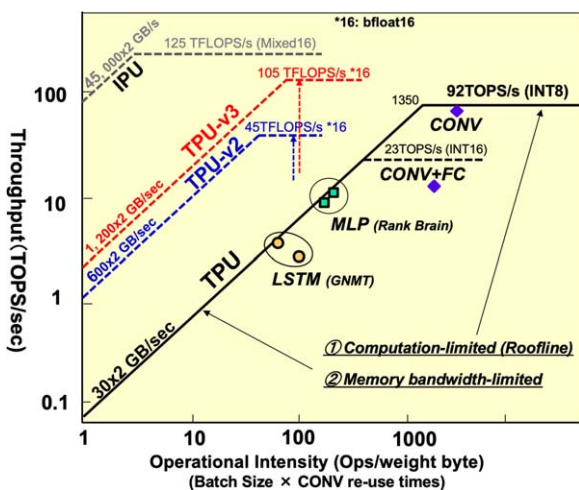 *16: bfloat16
45, 000x2 GB/s
IPU
125 TFLOPS/s (Mixed16)
105 TFLOPS/s *16
TPU-v3
1, 200x2 GB/sec
45TFLOPS/s *16
TPU-v2
600x2 GB/sec
1350
92TOPS/s (INT8)
CONV
23TOPS/s (INT16)
CONV+FC
MLP (Rank Brain)
LSTM (GNMT)
TPU
30x2 GB/sec
① Computation-limited (Roofline)
② Memory bandwidth-limited
Throughput(TOPS/sec)
100
10
1
0.1
1
10
100
1000
Operational Intensity (Ops/weight byte)
(Batch Size × CONV re-use times)